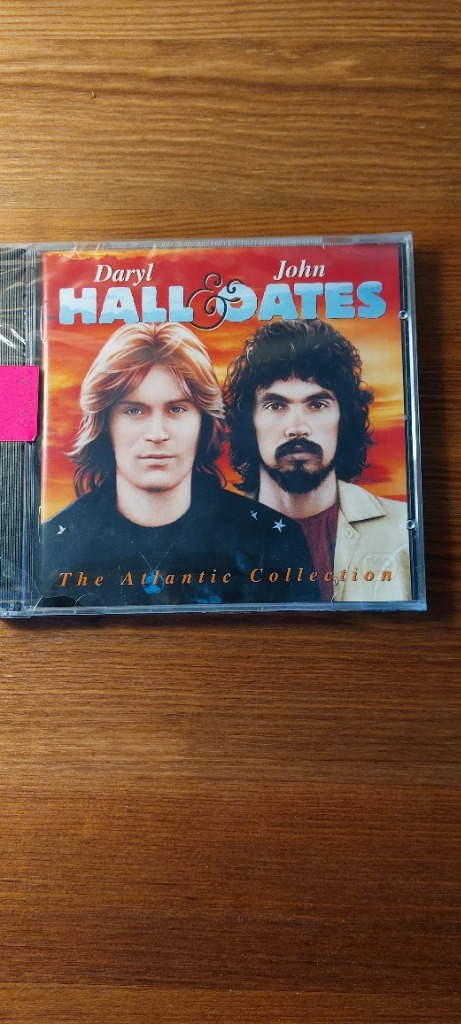 Daryl John
HALL & OATES
The Atlantic Collection